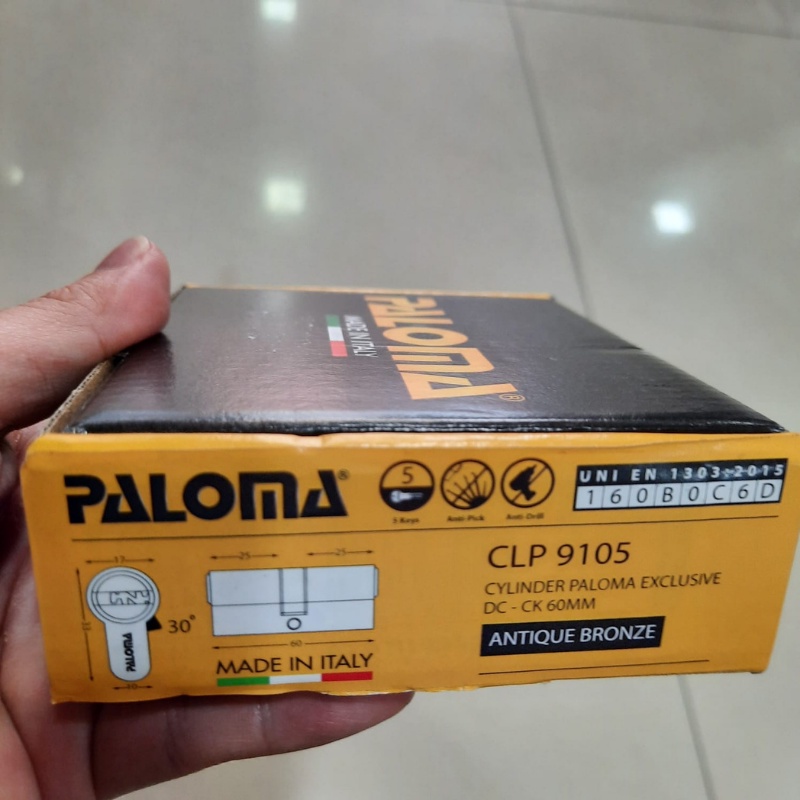 PALOMA®
MADE IN ITALY
PALOMA®
5
5 Keys
Anti-Pick
Anti-Drill
UNI EN 1303:2015
1 6 0 B 0 C 6 D
17
30°
PALOMA
10
25 25
60
MADE IN ITALY
CLP 9105
CYLINDER PALOMA EXCLUSIVE
DC - CK 60MM
ANTIQUE BRONZE